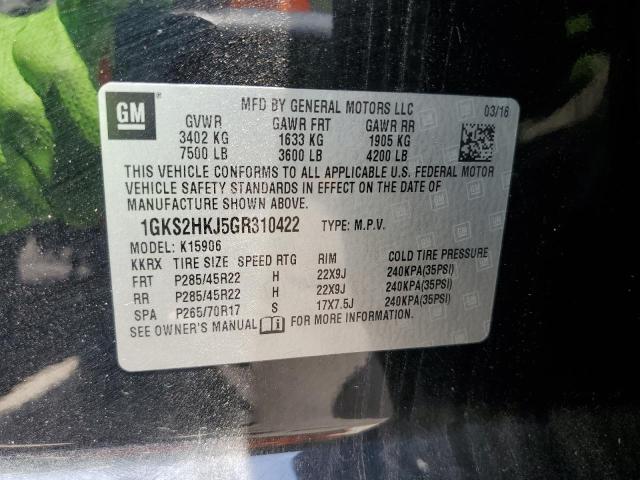 GM
MFD BY GENERAL MOTORS LLC 03/16
GVWR GAWR FRT GAWR RR
3402 KG 1633 KG 1905 KG
7500 LB 3600 LB 4200 LB
THIS VEHICLE CONFORMS TO ALL APPLICABLE U.S. FEDERAL MOTOR
VEHICLE SAFETY STANDARDS IN EFFECT ON THE DATE OF
MANUFACTURE SHOWN ABOVE.
1GKS2HKJ5GR310422 TYPE: M.P.V.
MODEL: K15906
KKRX TIRE SIZE SPEED RTG RIM COLD TIRE PRESSURE
FRT P285/45R22 H 22X9J 240KPA(35PSI)
RR P285/45R22 H 22X9J 240KPA(35PSI)
SPA P265/70R17 S 17X7.5J 240KPA(35PSI)
SEE OWNER'S MANUAL FOR MORE INFORMATION.